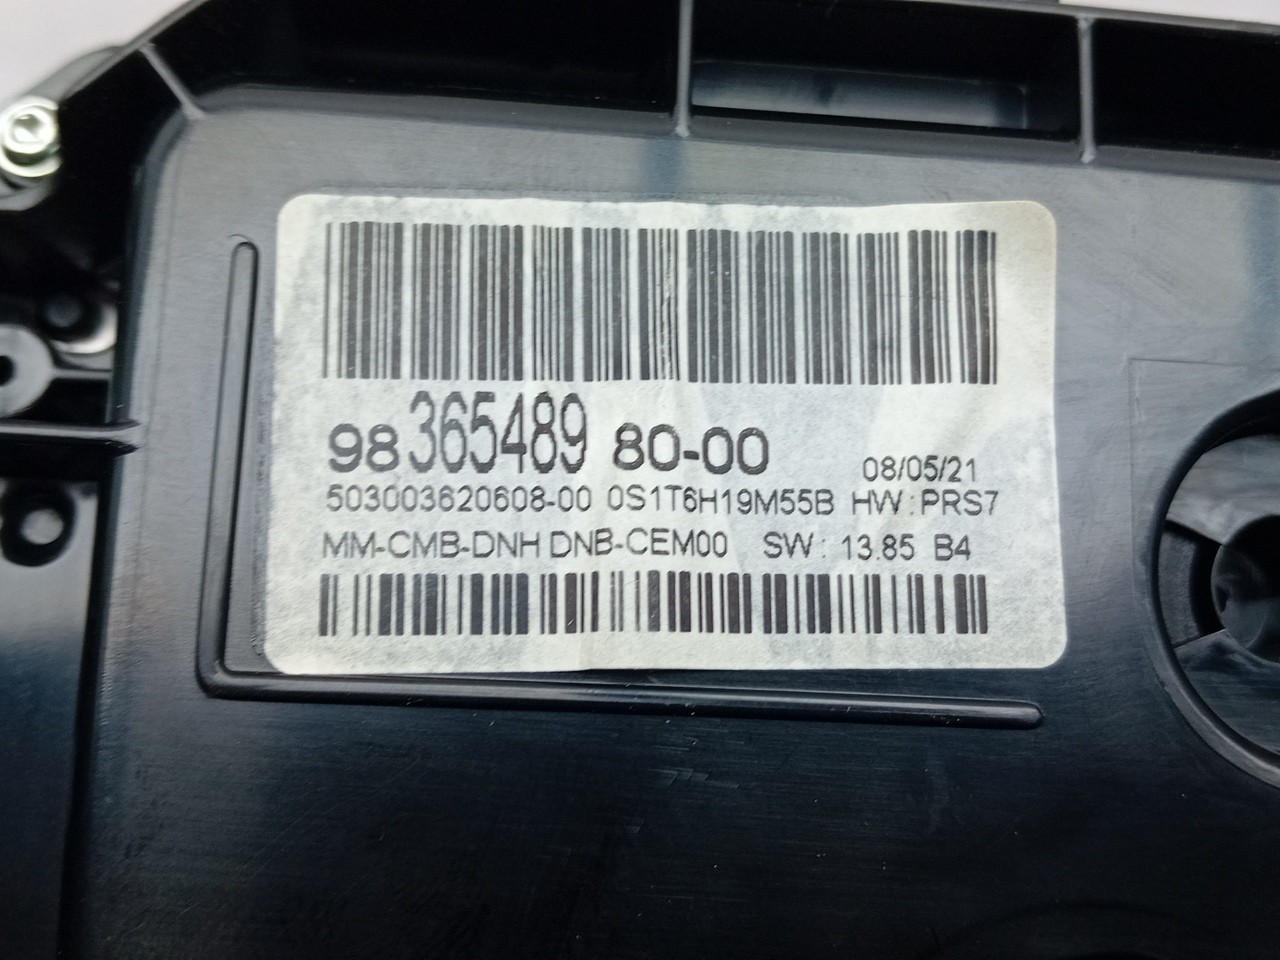 98 365489 80-00 08/05/21
503003620608-00 0S1T6H19M55B HW: PRS7
MM-CMB-DNH DNB-CEM00 SW: 13.85 B4